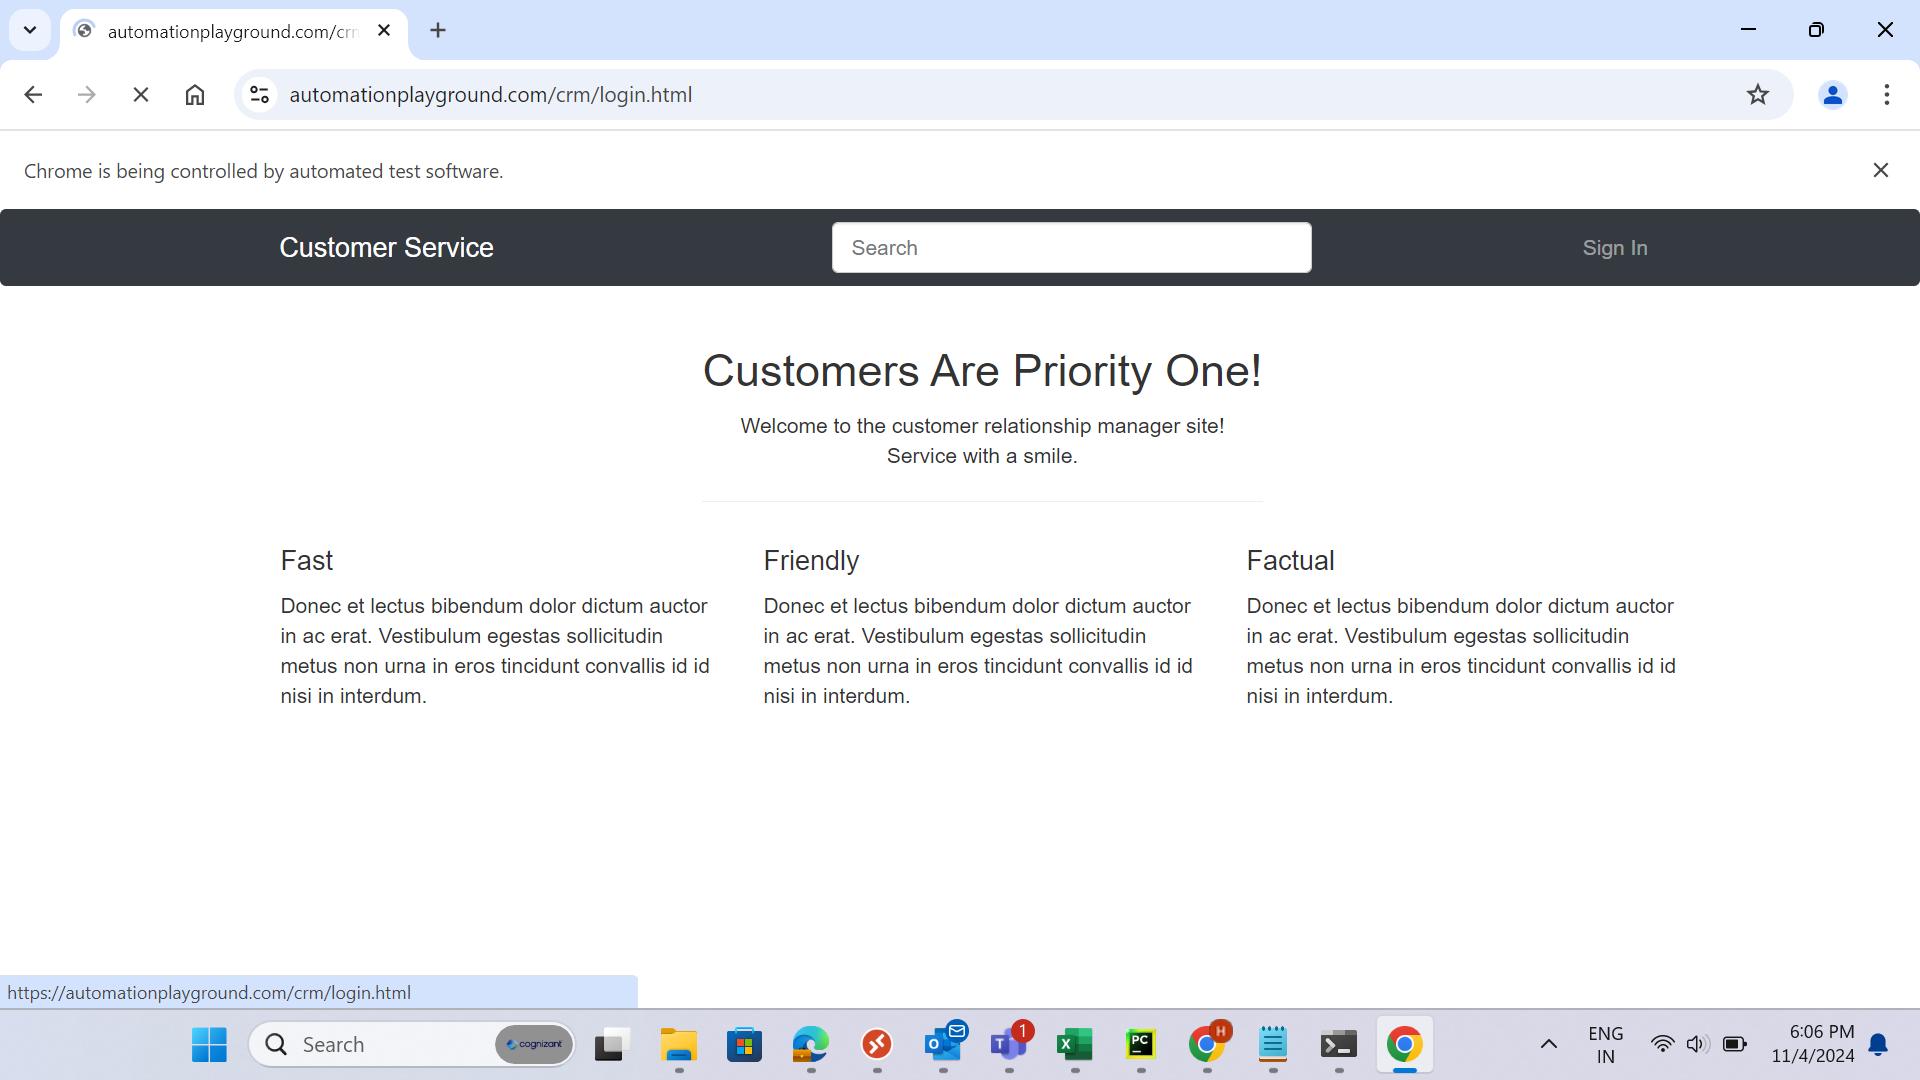 automationplayground.com/crm
automationplayground.com/crm/login.html
Chrome is being controlled by automated test software.
Customer Service
Search
Sign In
Customers Are Priority One!
Welcome to the customer relationship manager site!
Service with a smile.
Fast
Donec et lectus bibendum dolor dictum auctor
in ac erat. Vestibulum egestas sollicitudin
metus non urna in eros tincidunt convallis id id
nisi in interdum.
Friendly
Donec et lectus bibendum dolor dictum auctor
in ac erat. Vestibulum egestas sollicitudin
metus non urna in eros tincidunt convallis id id
nisi in interdum.
Factual
Donec et lectus bibendum dolor dictum auctor
in ac erat. Vestibulum egestas sollicitudin
metus non urna in eros tincidunt convallis id id
nisi in interdum.
https://automationplayground.com/crm/login.html
Search
cognizant
O
T
1
X
PC
H
ENG
IN
6:06 PM
11/4/2024